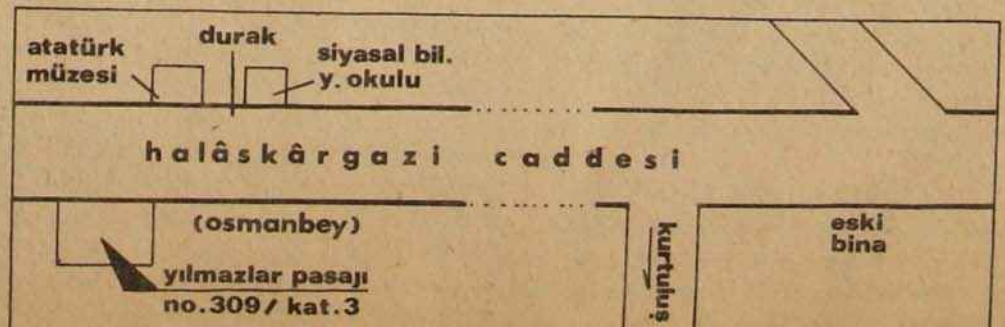 atatürk
müzesi
durak
siyasal bil.
y. okulu
halâskârgazi caddesi
(osmanbey)
yılmazlar pasajı
no.309/ kat.3
kurtuluş
eski
bina